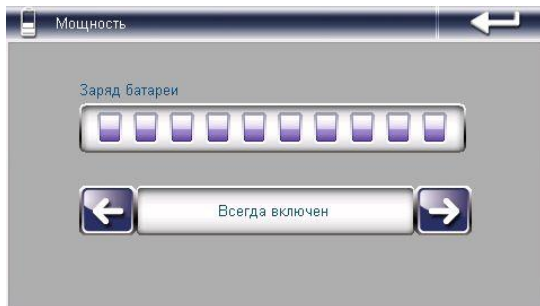 Мощность
Заряд батареи
Всегда включен